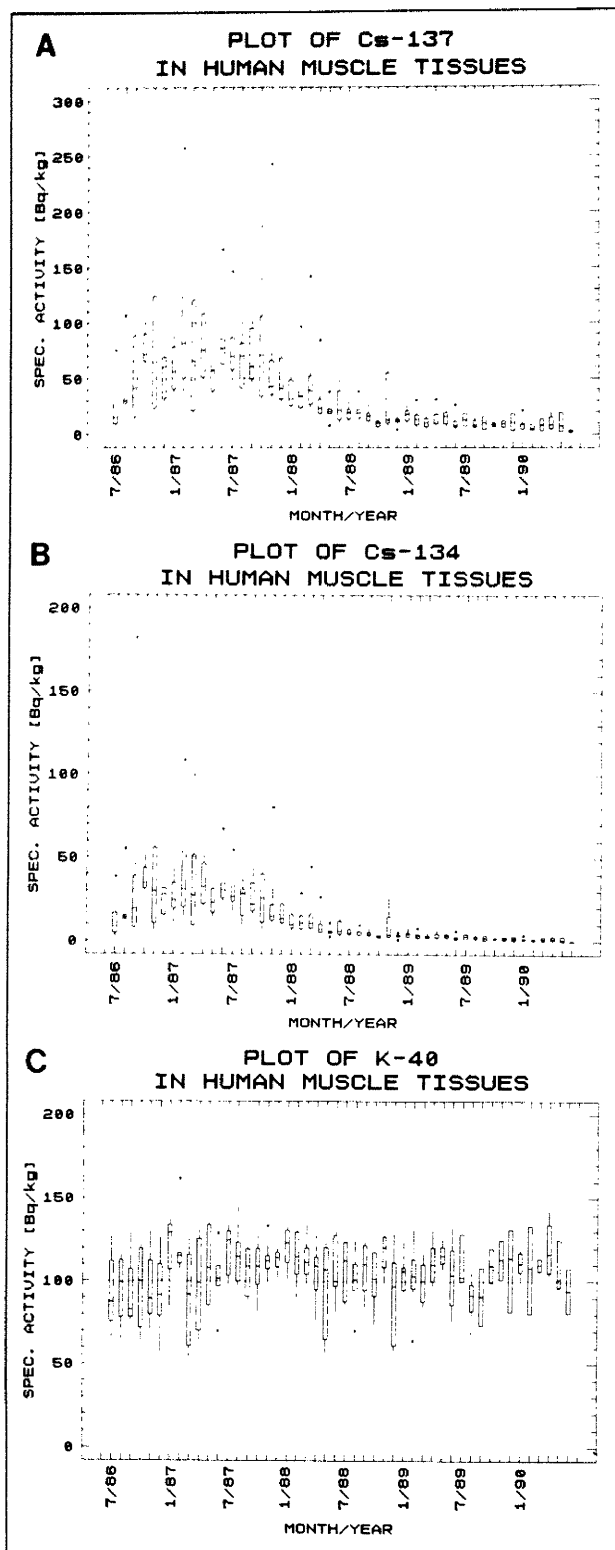 A
PLOT OF Cs-137
IN HUMAN MUSCLE TISSUES
SPEC. ACTIVITY [Bq/kg]
300
250
200
150
100
50
0
7/86
1/87
7/87
1/88
7/88
1/89
7/89
1/90
MONTH/YEAR
B
PLOT OF Cs-134
IN HUMAN MUSCLE TISSUES
SPEC. ACTIVITY [Bq/kg]
200
150
100
50
0
7/86
1/87
7/87
1/88
7/88
1/89
7/89
1/90
MONTH/YEAR
C
PLOT OF K-40
IN HUMAN MUSCLE TISSUES
SPEC. ACTIVITY [Bq/kg]
200
150
100
50
0
7/86
1/87
7/87
1/88
7/88
1/89
7/89
1/90
MONTH/YEAR